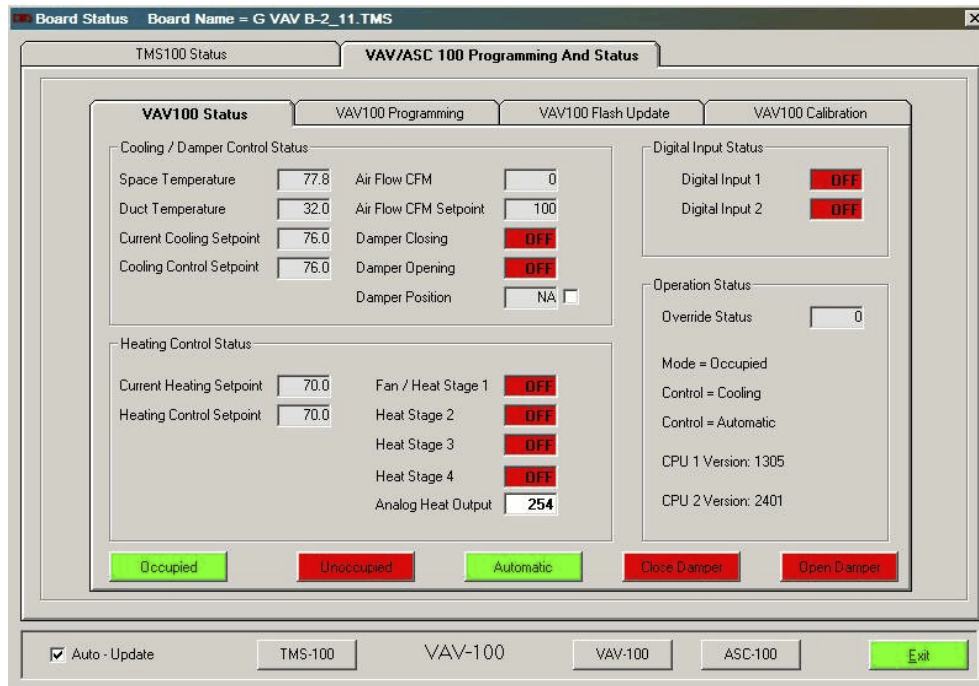 Board Status Board Name = G VAV B-2_11.TMS
TMS100 Status
VAV/ASC 100 Programming And Status
VAV100 Status
VAV100 Programming
VAV100 Flash Update
VAV100 Calibration
Cooling / Damper Control Status
Space Temperature 77.8
Duct Temperature 32.0
Current Cooling Setpoint 76.0
Cooling Control Setpoint 76.0
Air Flow CFM 0
Air Flow CFM Setpoint 100
Damper Closing OFF
Damper Opening OFF
Damper Position NA
Digital Input Status
Digital Input 1 OFF
Digital Input 2 OFF
Heating Control Status
Current Heating Setpoint 70.0
Heating Control Setpoint 70.0
Fan / Heat Stage 1 OFF
Heat Stage 2 OFF
Heat Stage 3 OFF
Heat Stage 4 OFF
Analog Heat Output 254
Operation Status
Override Status 0
Mode = Occupied
Control = Cooling
Control = Automatic
CPU 1 Version: 1305
CPU 2 Version: 2401
Occupied
Unoccupied
Automatic
Close Damper
Open Damper
Auto - Update
TMS-100
VAV-100
VAV-100
ASC-100
Exit